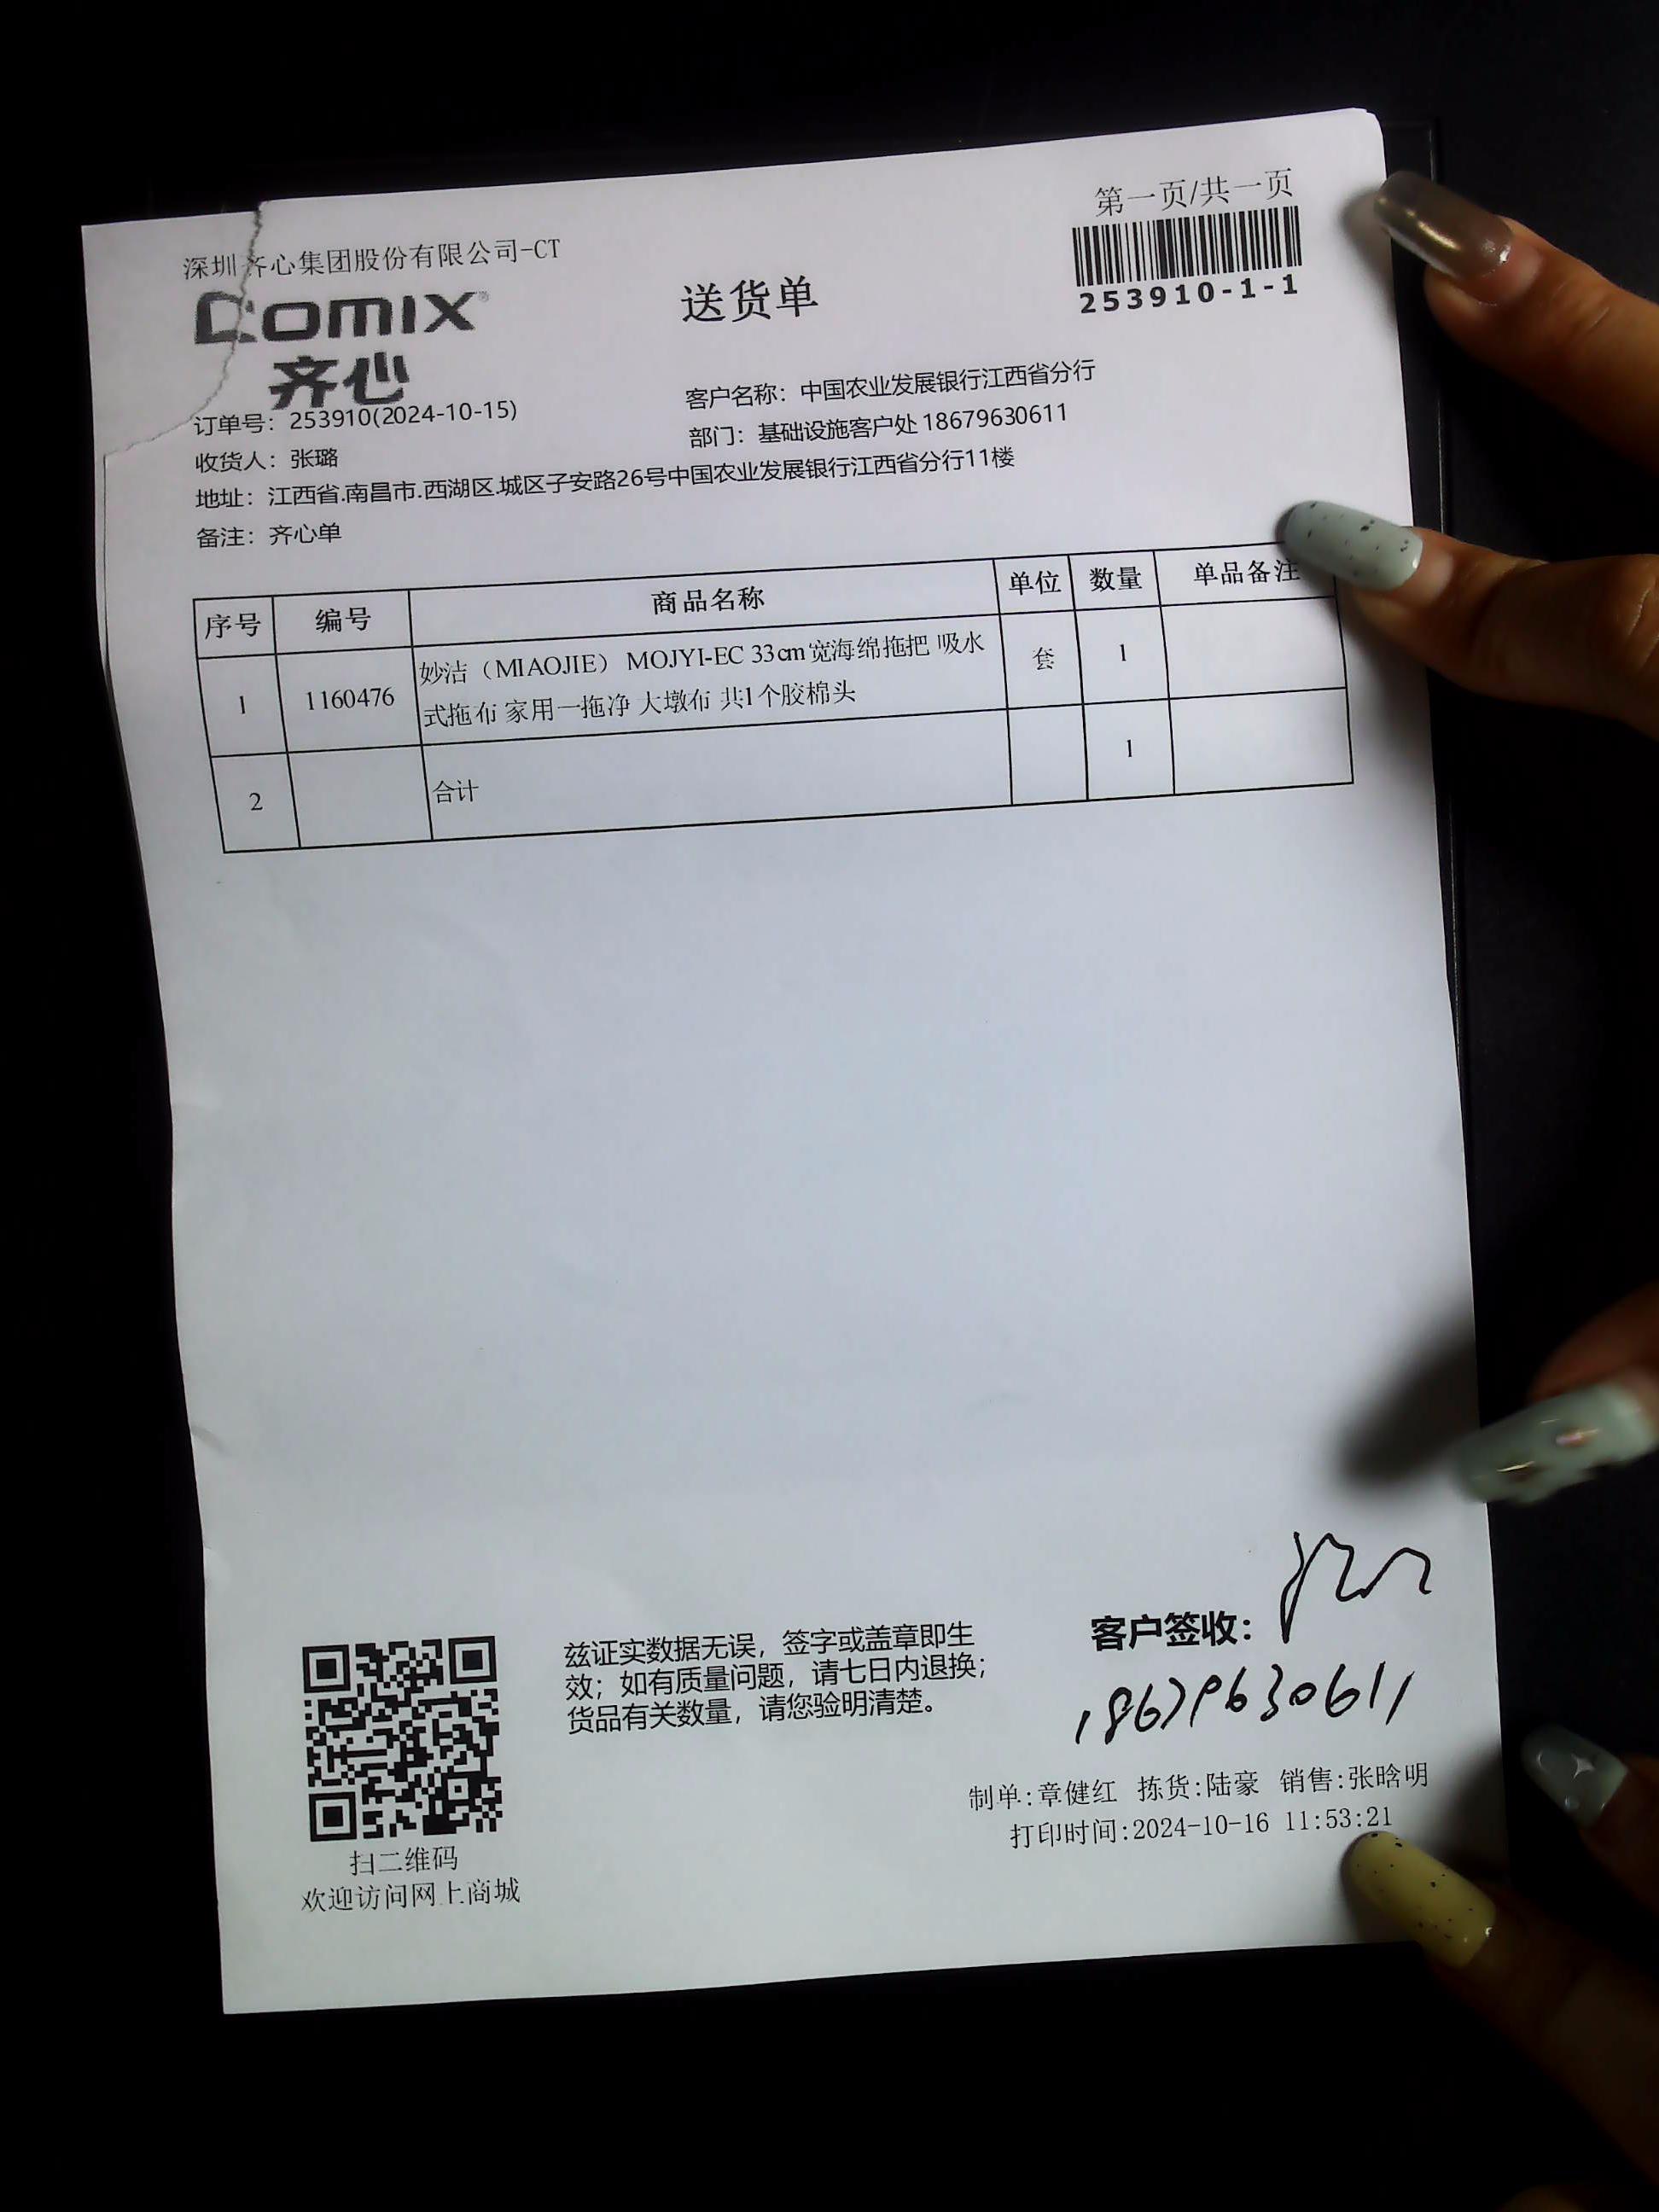 第一页/共一页
深圳齐心集团股份有限公司-CT
COMIX®
齐心
送货单
253910-1-1
订单号：253910(2024-10-15)
客户名称：中国农业发展银行江西省分行
收货人：张璐
部门：基础设施客户处 18679630611
地址：江西省.南昌市.西湖区.城区子安路26号中国农业发展银行江西省分行11楼
备注：齐心单
序号 编号 商品名称 单位 数量 单品备注
1 1160476 妙洁（MIAOJIE） MOJYI-EC 33cm宽海绵拖把 吸水 套 1
式拖布 家用一拖净 大墩布 共1个胶棉头
2 合计 1
兹证实数据无误，签字或盖章即生
效；如有质量问题，请七日内退换；
货品有关数量，请您验明清楚。
客户签收：
18679630611
制单:章健红 拣货:陆豪 销售:张晗明
打印时间:2024-10-16 11:53:21
扫二维码
欢迎访问网上商城